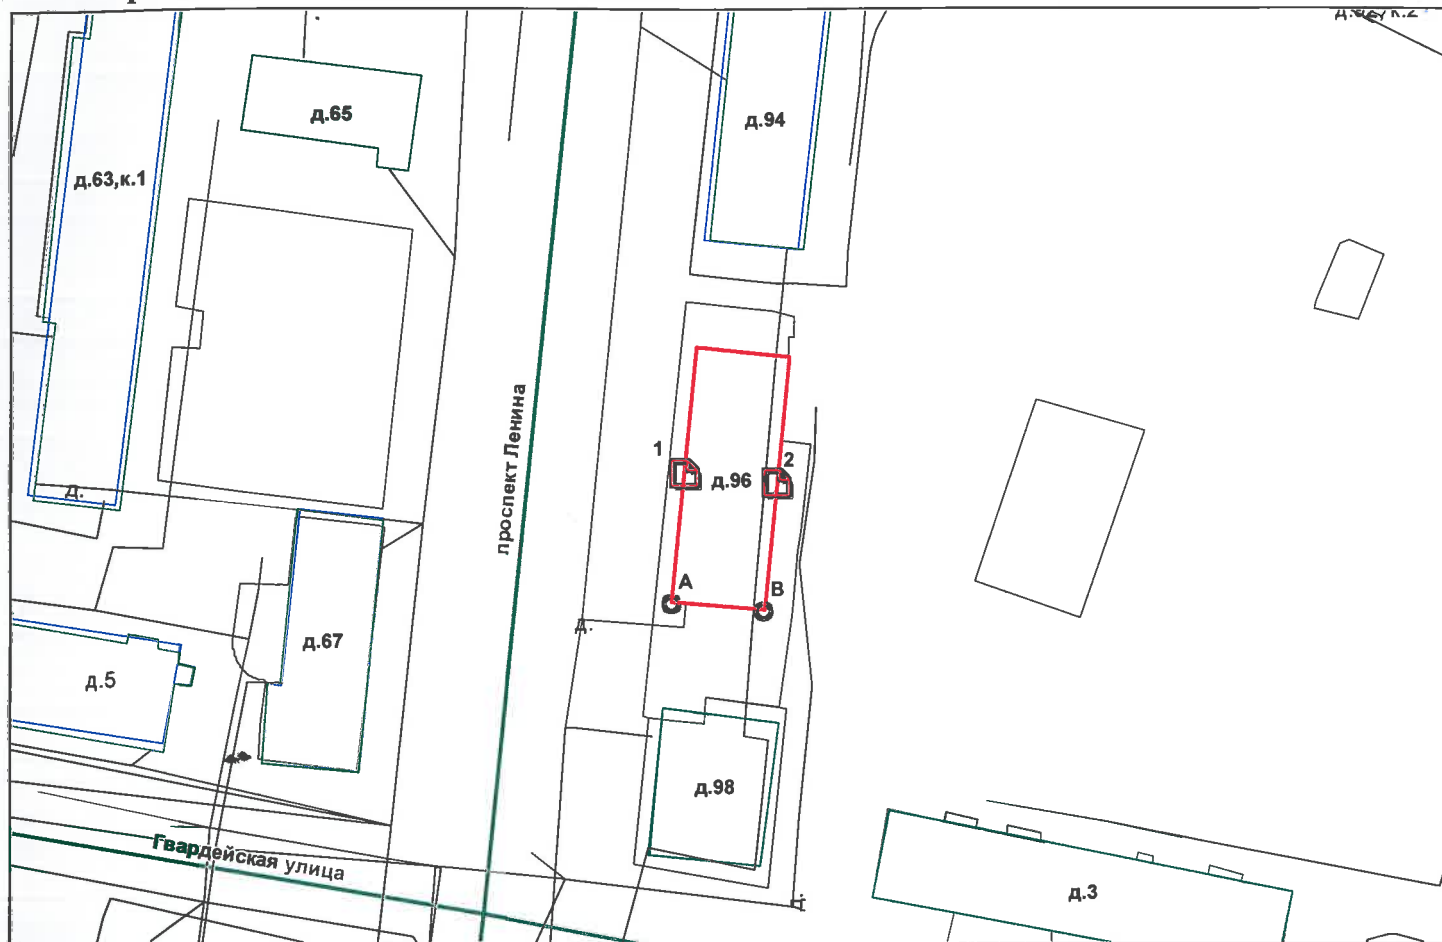 д.65
д.94
д.63,к.1
проспект Ленина
1
2
д.96
Д.
А
В
д.67
Д.
д.5
д.98
Гвардейская улица
д.3